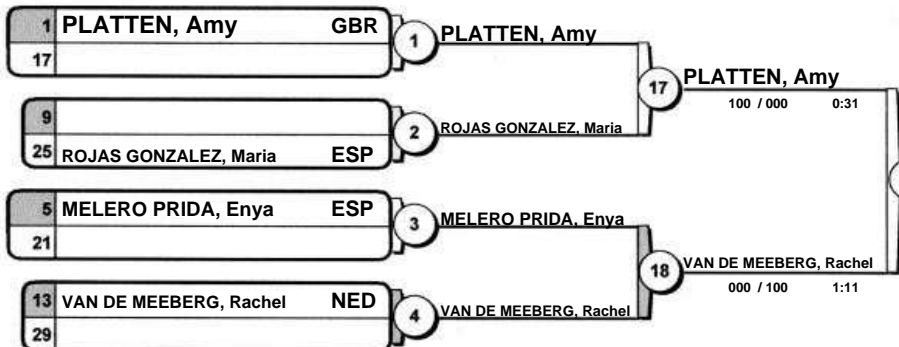 1 PLATTEN, Amy GBR
17
1
PLATTEN, Amy
9
25 ROJAS GONZALEZ, Maria ESP
2
ROJAS GONZALEZ, Maria
17
PLATTEN, Amy
100 / 000 0:31
5 MELERO PRIDA, Enya ESP
21
3
MELERO PRIDA, Enya
13 VAN DE MEEBERG, Rachel NED
29
4
VAN DE MEEBERG, Rachel
18
VAN DE MEEBERG, Rachel
000 / 100 1:11